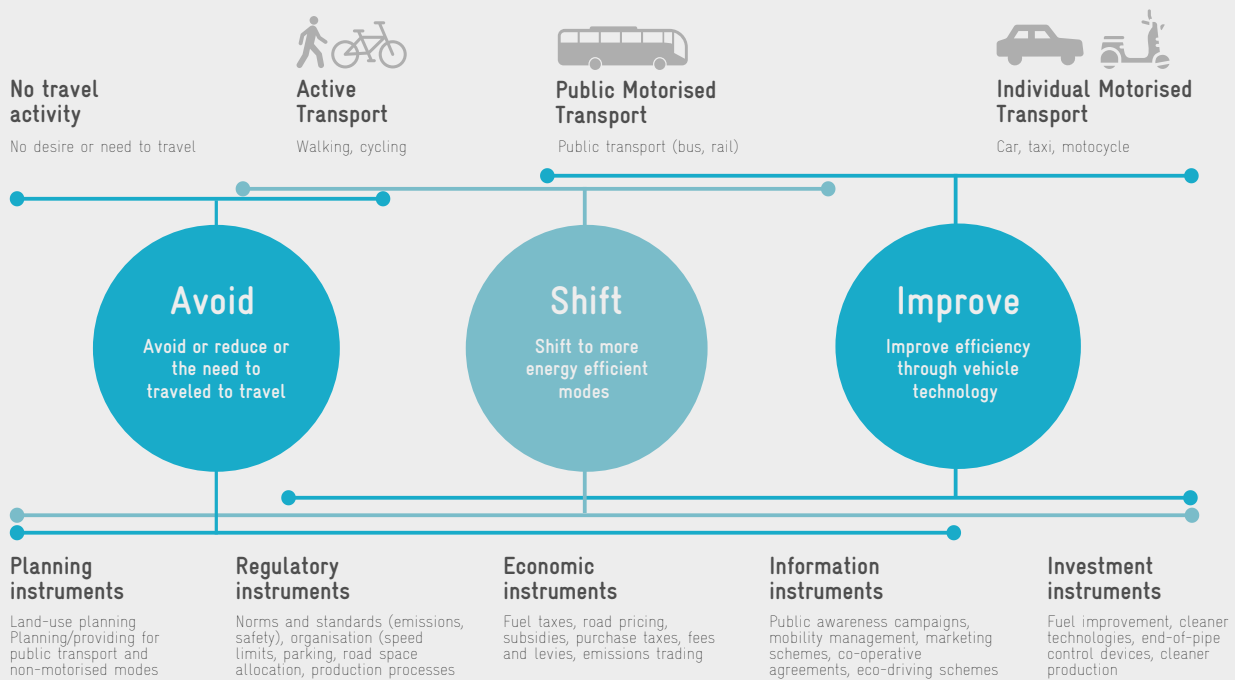 No travel
activity
No desire or need to travel
Active
Transport
Walking, cycling
Public Motorised
Transport
Public transport (bus, rail)
Individual Motorised
Transport
Car, taxi, motocycle
Avoid
Avoid or reduce or
the need to
traveled to travel
Shift
Shift to more
energy efficient
modes
Improve
Improve efficiency
through vehicle
technology
Planning
instruments
Land-use planning
Planning/providing for
public transport and
non-motorised modes
Regulatory
instruments
Norms and standards (emissions,
safety), organisation (speed
limits, parking, road space
allocation, production processes
Economic
instruments
Fuel taxes, road pricing,
subsidies, purchase taxes, fees
and levies, emissions trading
Information
instruments
Public awareness campaigns,
mobility management, marketing
schemes, co-operative
agreements, eco-driving schemes
Investment
instruments
Fuel improvement, cleaner
technologies, end-of-pipe
control devices, cleaner
production